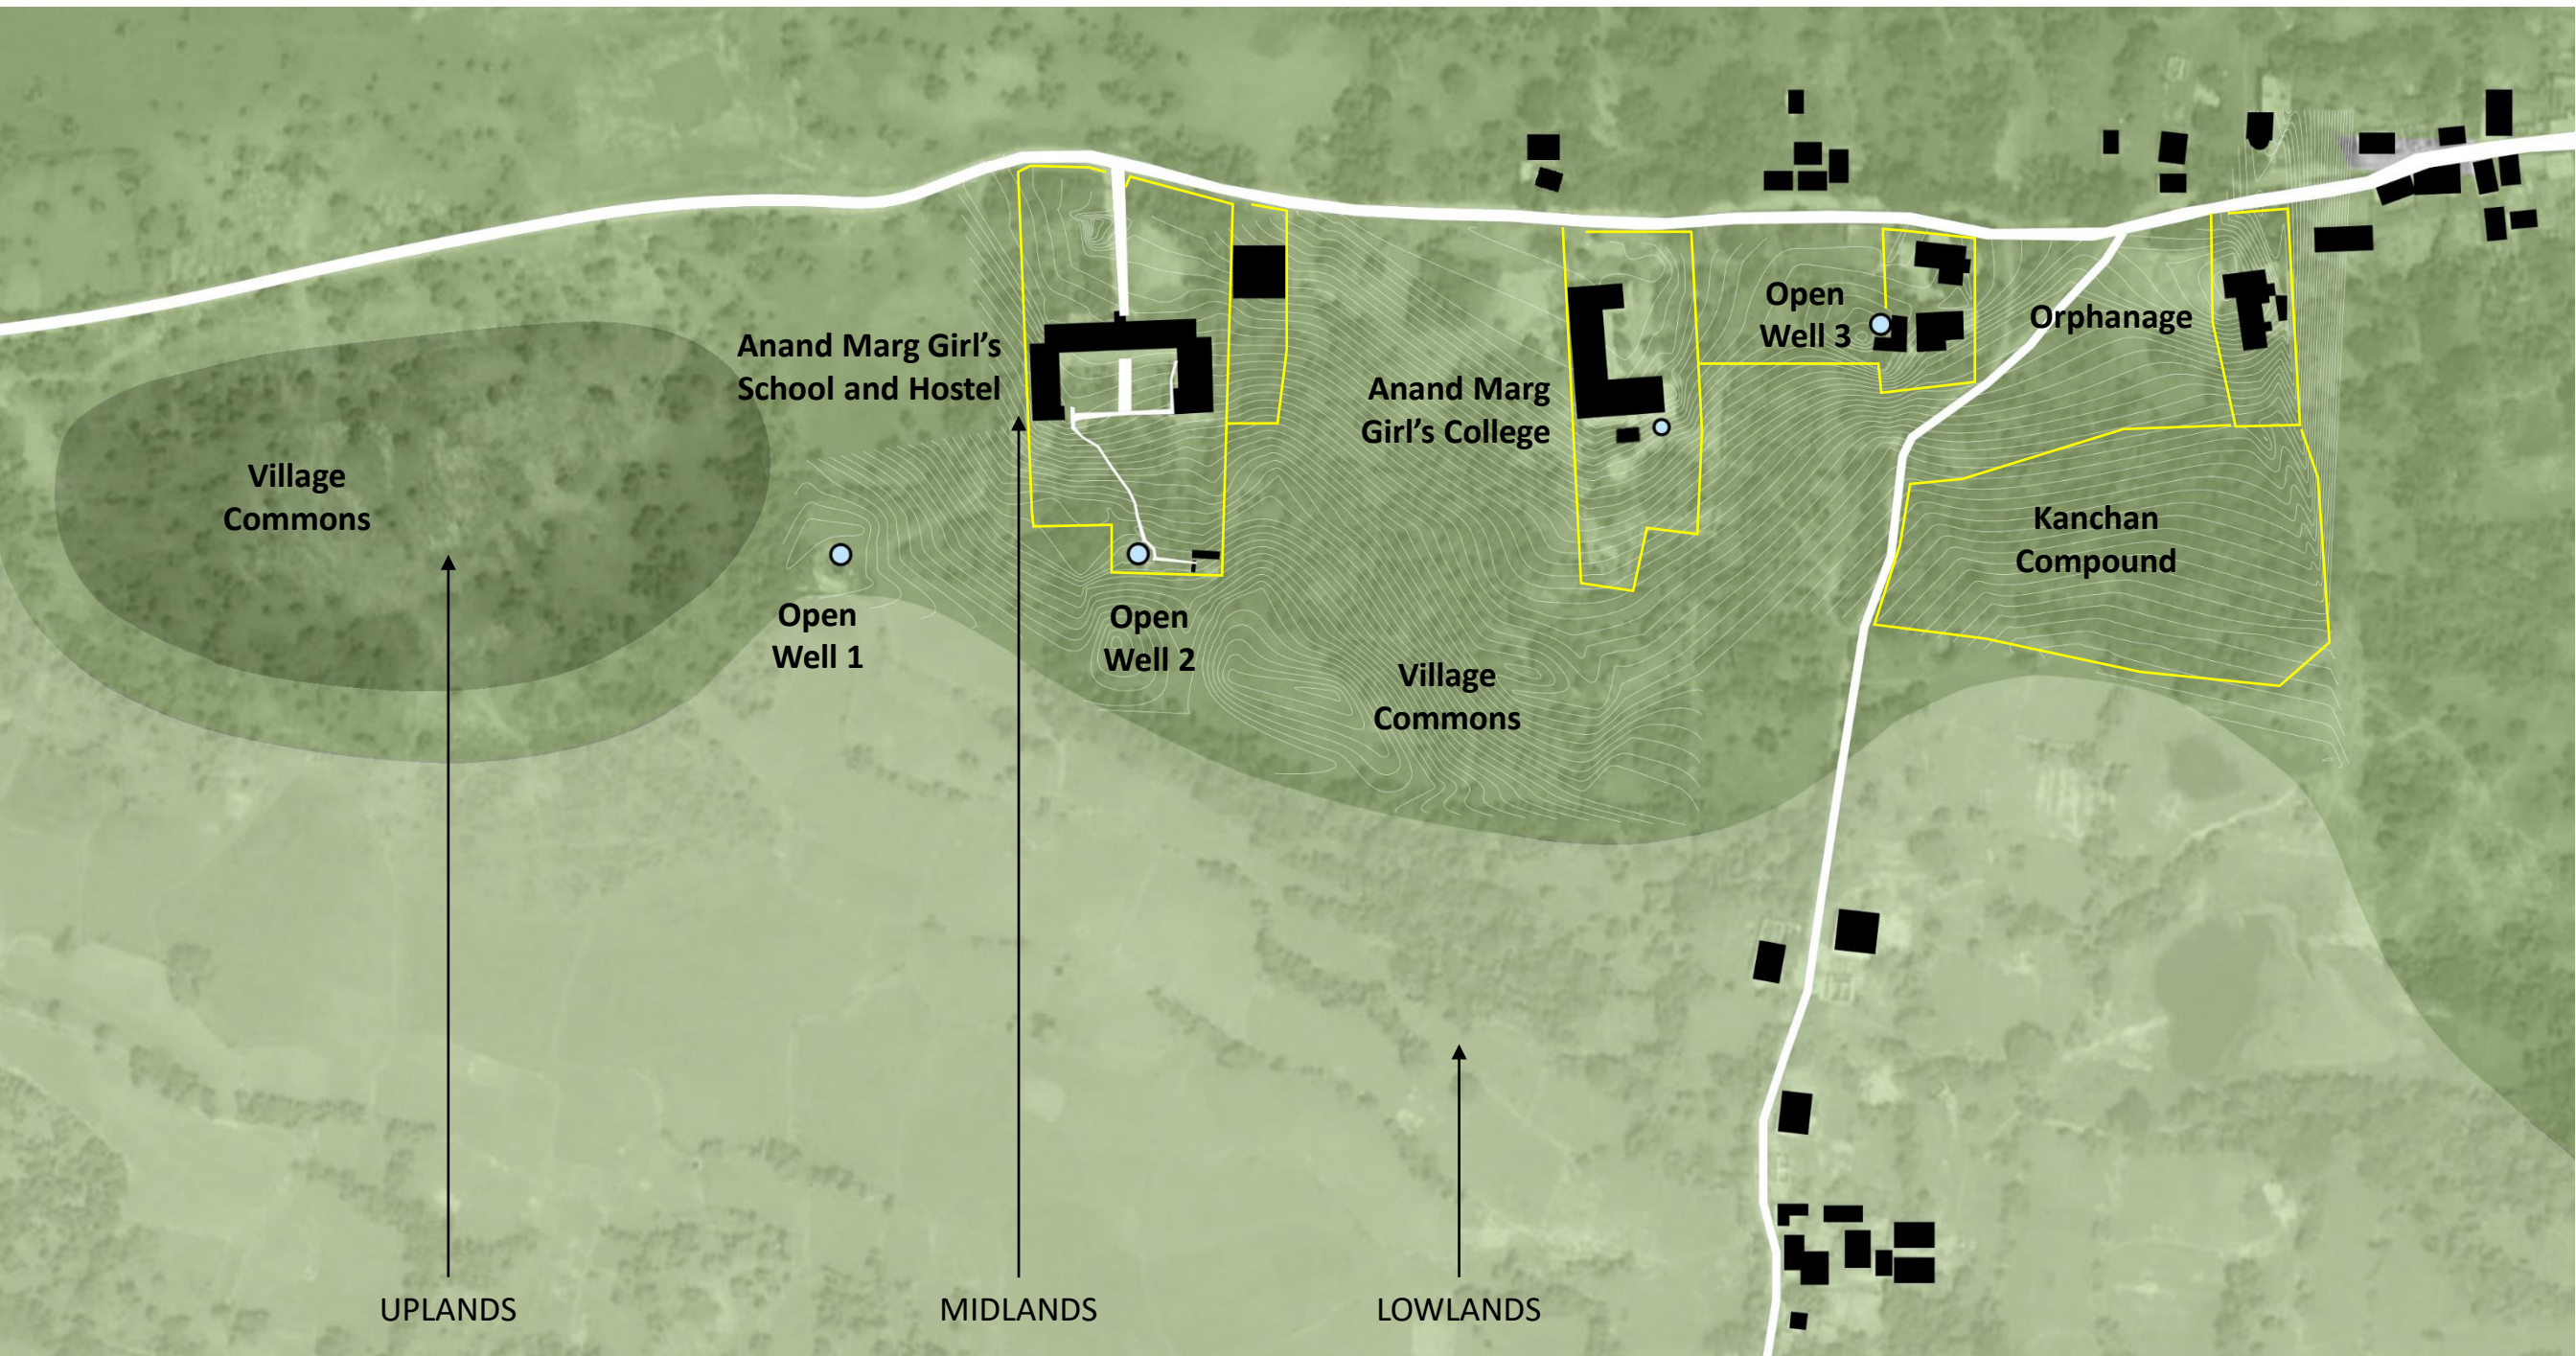 Open
Well 3
Orphanage
Anand Marg Girl's
School and Hostel
Anand Marg
Girl's College
Village
Commons
Kanchan
Compound
Open
Well 1
Open
Well 2
Village
Commons
UPLANDS
MIDLANDS
LOWLANDS